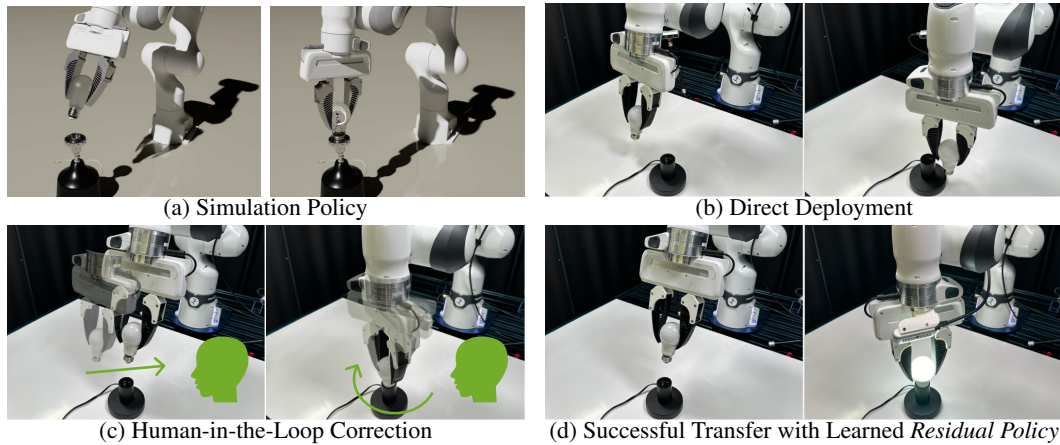 (a) Simulation Policy
(b) Direct Deployment
(c) Human-in-the-Loop Correction
(d) Successful Transfer with Learned Residual Policy